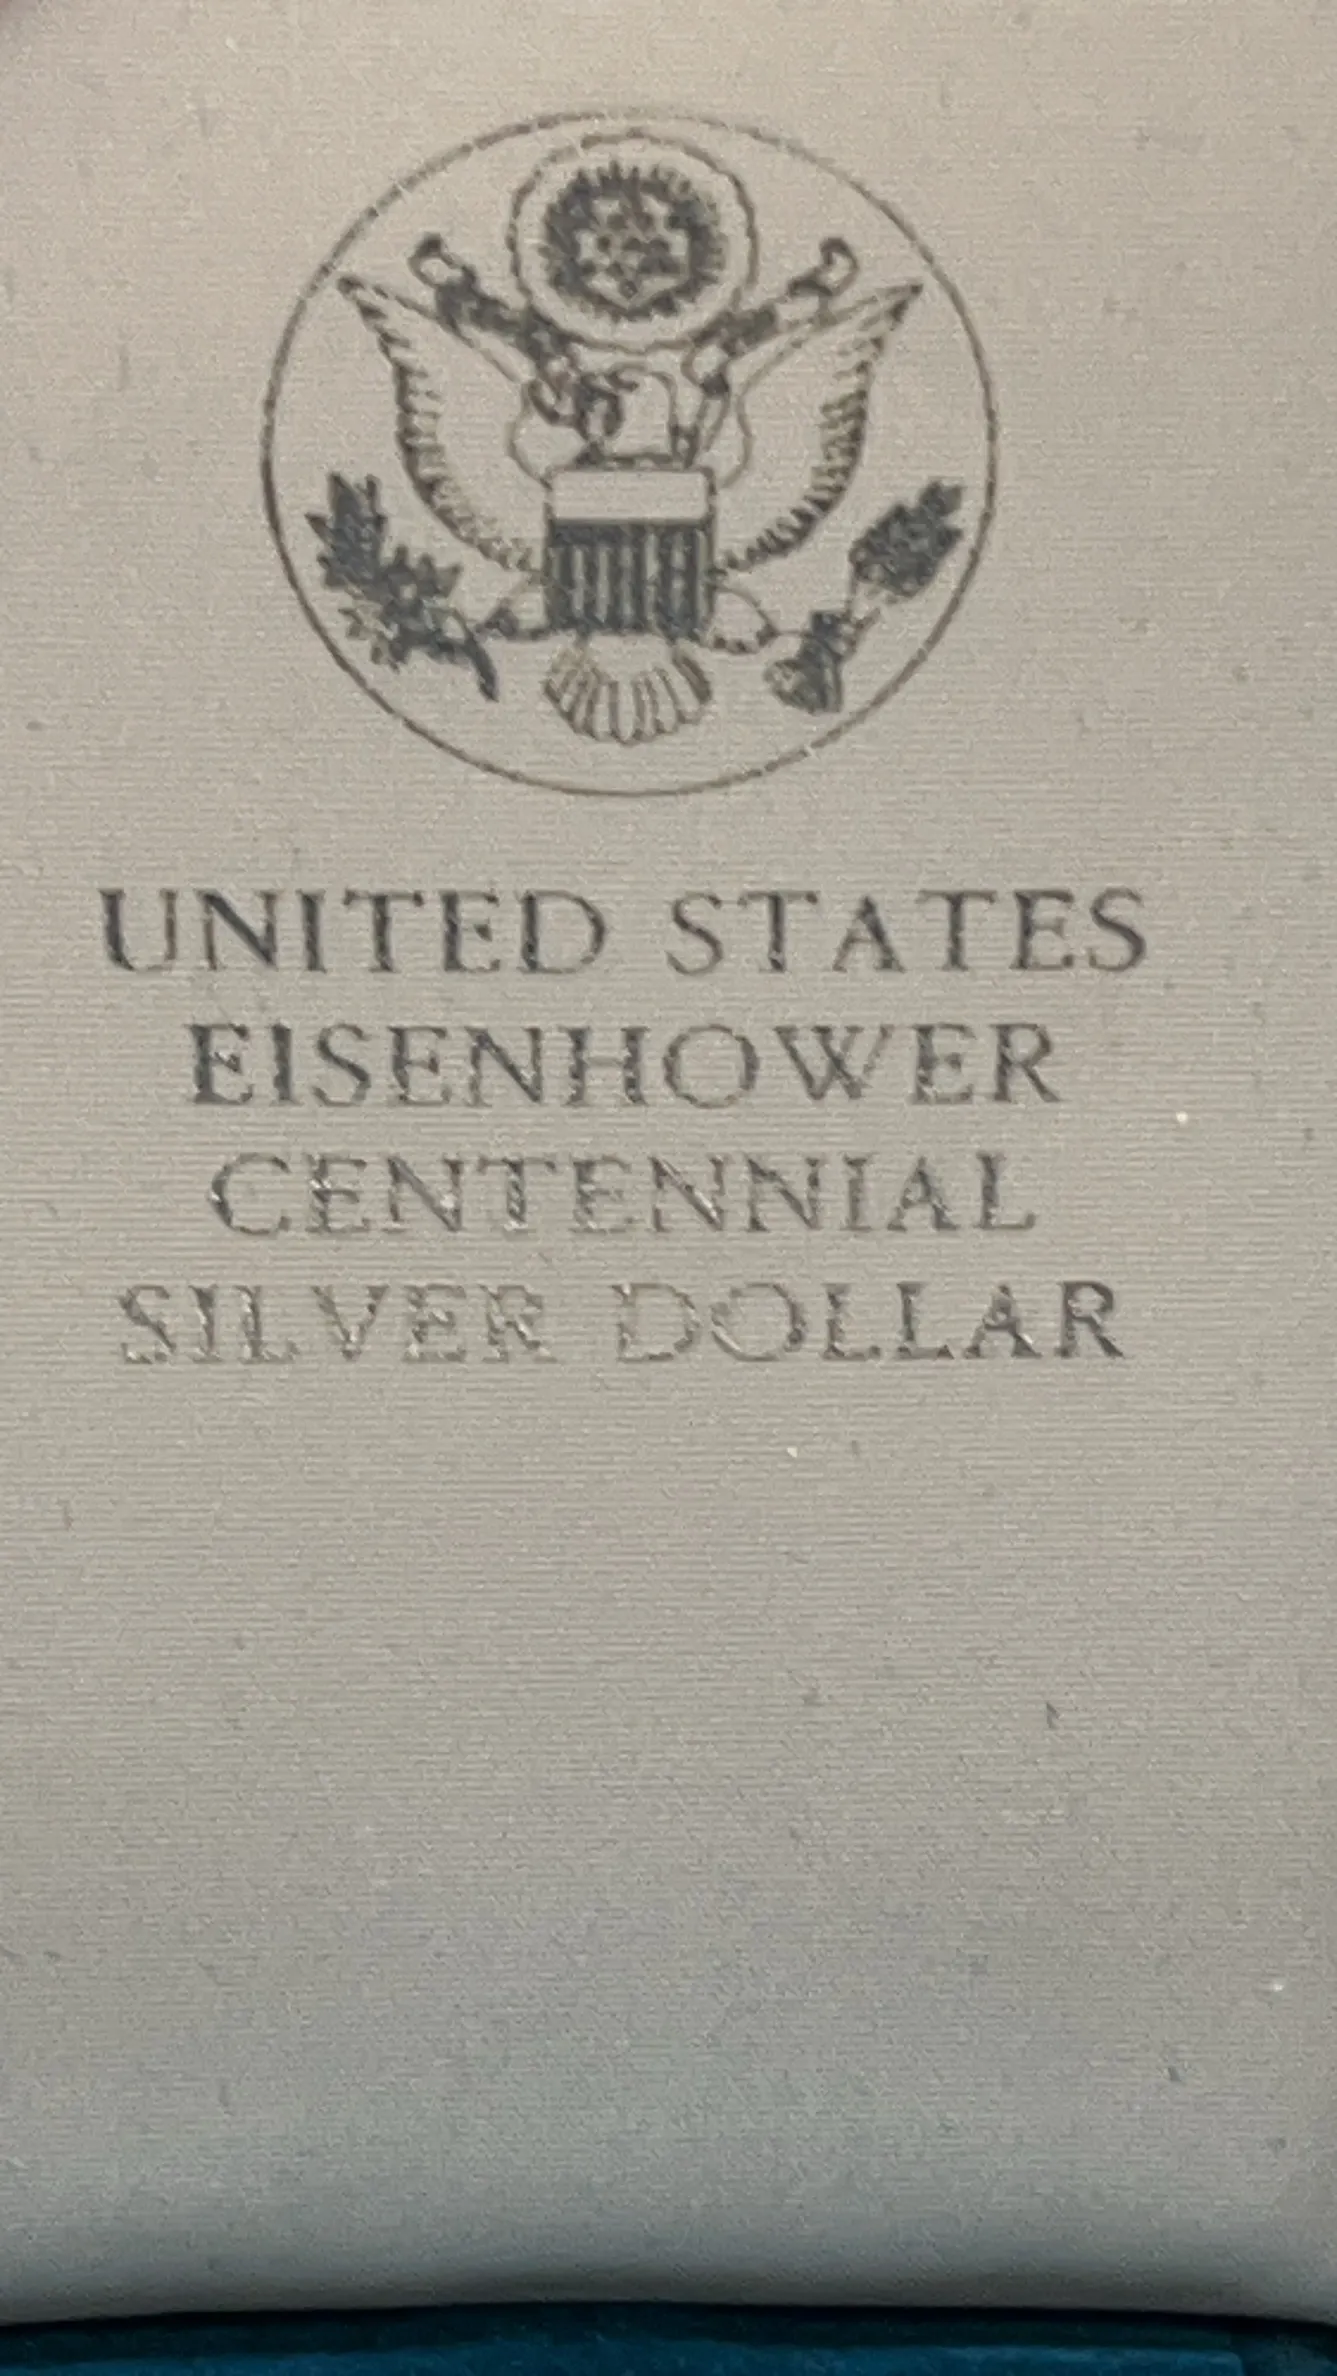 UNITED STATES
EISENHOWER
CENTENNIAL
SILVER DOLLAR